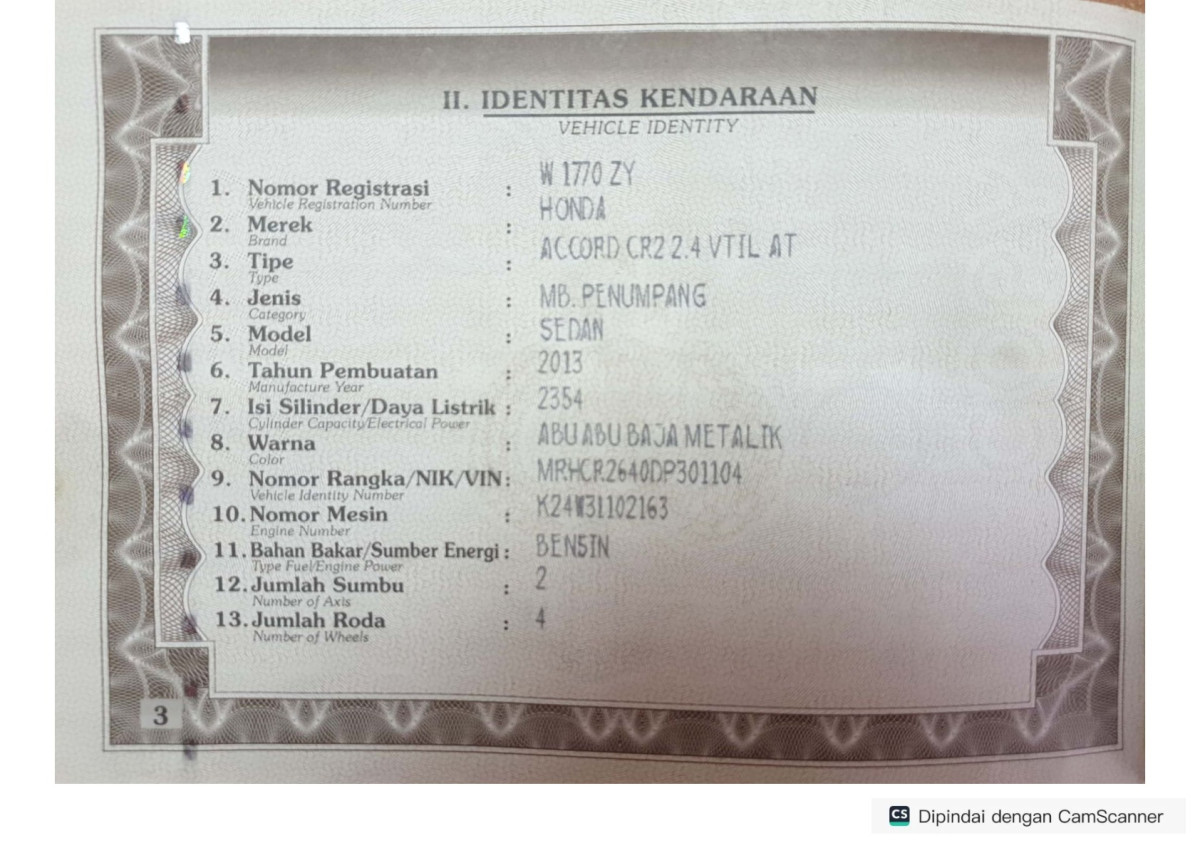 II. IDENTITAS KENDARAAN
VEHICLE IDENTITY
1. Nomor Registrasi : W 1770 ZY
Vehicle Registration Number
2. Merek : HONDA
Brand
3. Tipe : ACCORD CR2 2.4 VTIL AT
Type
4. Jenis : MB. PENUMPANG
Category
5. Model : SEDAN
Model
6. Tahun Pembuatan : 2013
Manufacture Year
7. Isi Silinder/Daya Listrik : 2354
Cylinder Capacity/Electrical Power
8. Warna : ABU ABU BAJA METALIK
Color
9. Nomor Rangka/NIK/VIN : MRHCR2640DP301104
Vehicle Identity Number
10. Nomor Mesin : K24W31102163
Engine Number
11. Bahan Bakar/Sumber Energi : BENSIN
Type Fuel/Engine Power
12. Jumlah Sumbu : 2
Number of Axis
13. Jumlah Roda : 4
Number of Wheels
3
CS Dipindai dengan CamScanner